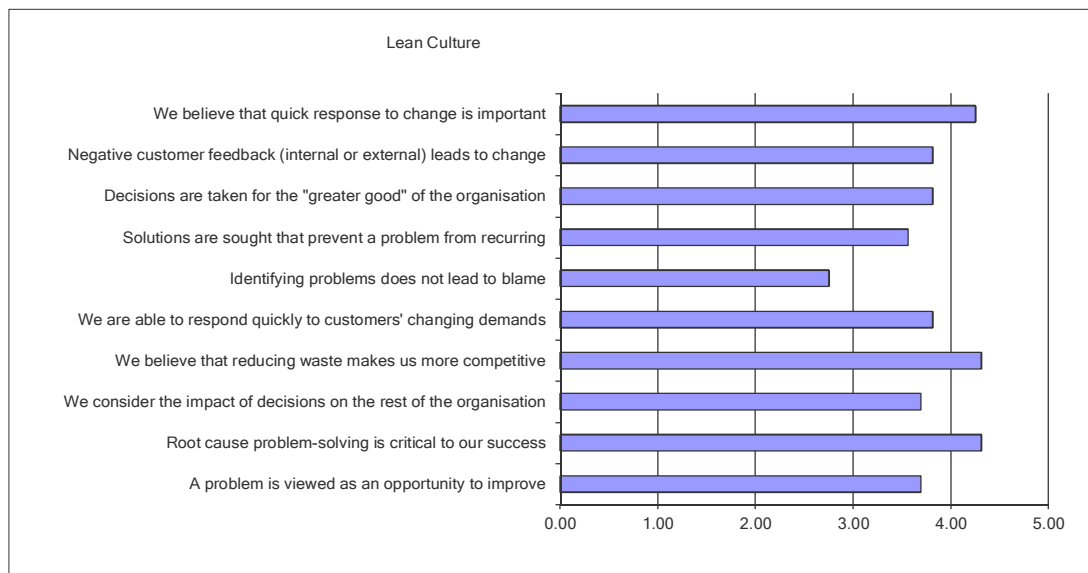 Lean Culture
We believe that quick response to change is important
Negative customer feedback (internal or external) leads to change
Decisions are taken for the "greater good" of the organisation
Solutions are sought that prevent a problem from recurring
Identifying problems does not lead to blame
We are able to respond quickly to customers' changing demands
We believe that reducing waste makes us more competitive
We consider the impact of decisions on the rest of the organisation
Root cause problem-solving is critical to our success
A problem is viewed as an opportunity to improve
0.00 1.00 2.00 3.00 4.00 5.00